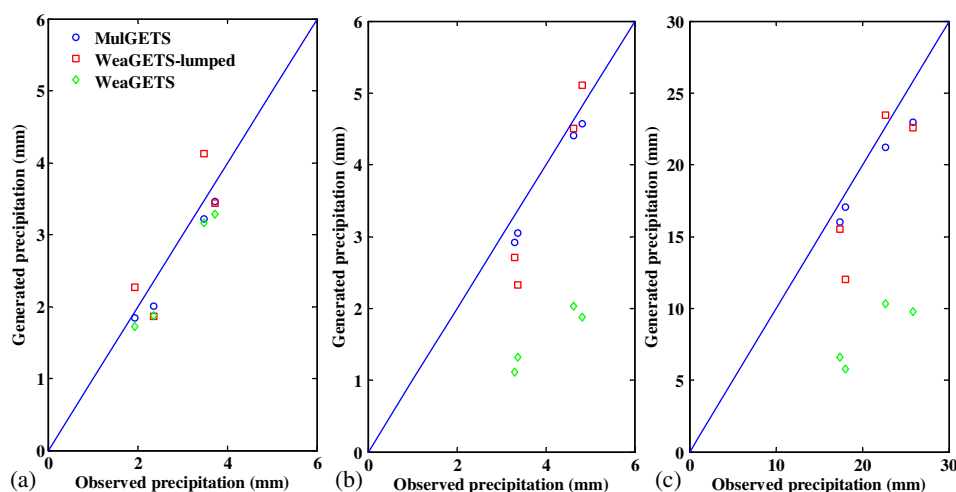 6
5
4
3
2
1
0
Generated precipitation (mm)
MulGETS
WeaGETS-lumped
WeaGETS
0 2 4 6
(a) Observed precipitation (mm)
6
5
4
3
2
1
0
Generated precipitation (mm)
0 2 4 6
(b) Observed precipitation (mm)
30
25
20
15
10
5
0
Generated precipitation (mm)
0 10 20 30
(c) Observed precipitation (mm)